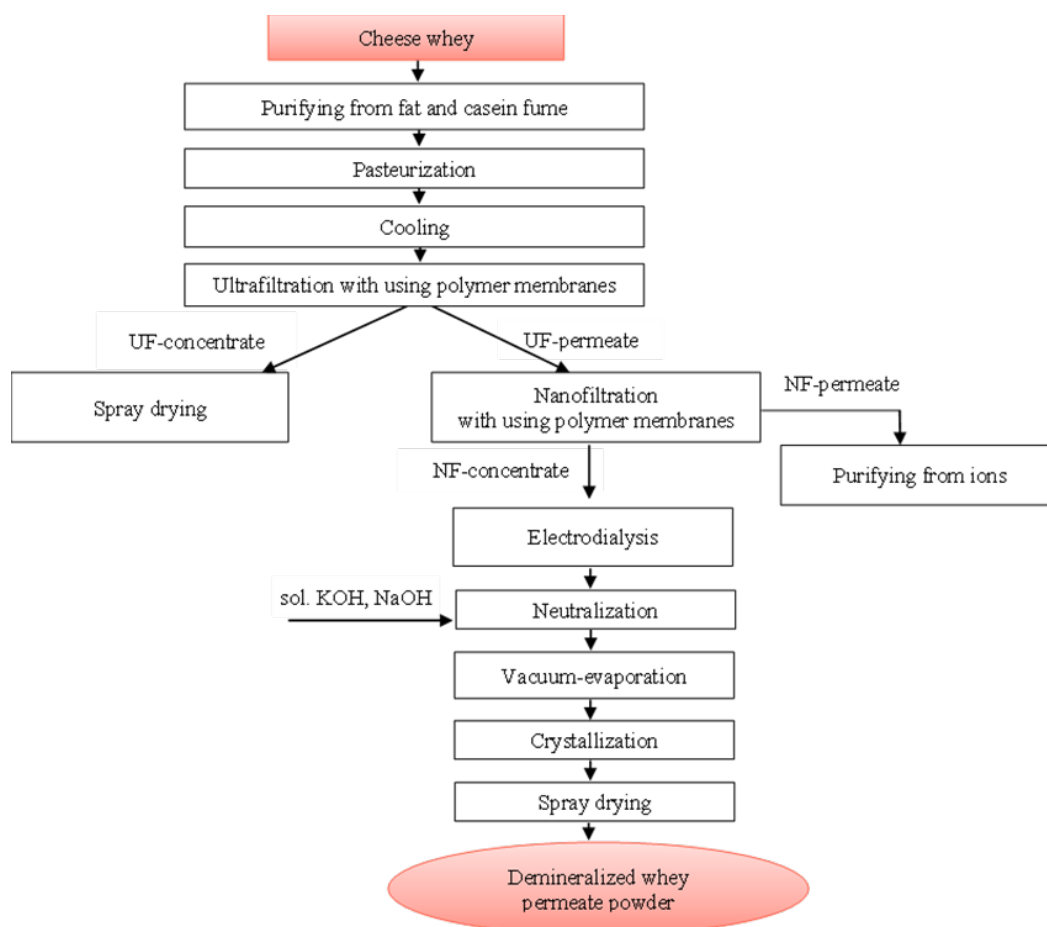 Cheese whey
Purifying from fat and casein fume
Pasteurization
Cooling
Ultrafiltration with using polymer membranes
UF-concentrate
UF-permeate
Spray drying
Nanofiltration
with using polymer membranes
NF-permeate
Purifying from ions
NF-concentrate
Electrodialysis
sol. KOH, NaOH
Neutralization
Vacuum-evaporation
Crystallization
Spray drying
Demineralized whey
permeate powder